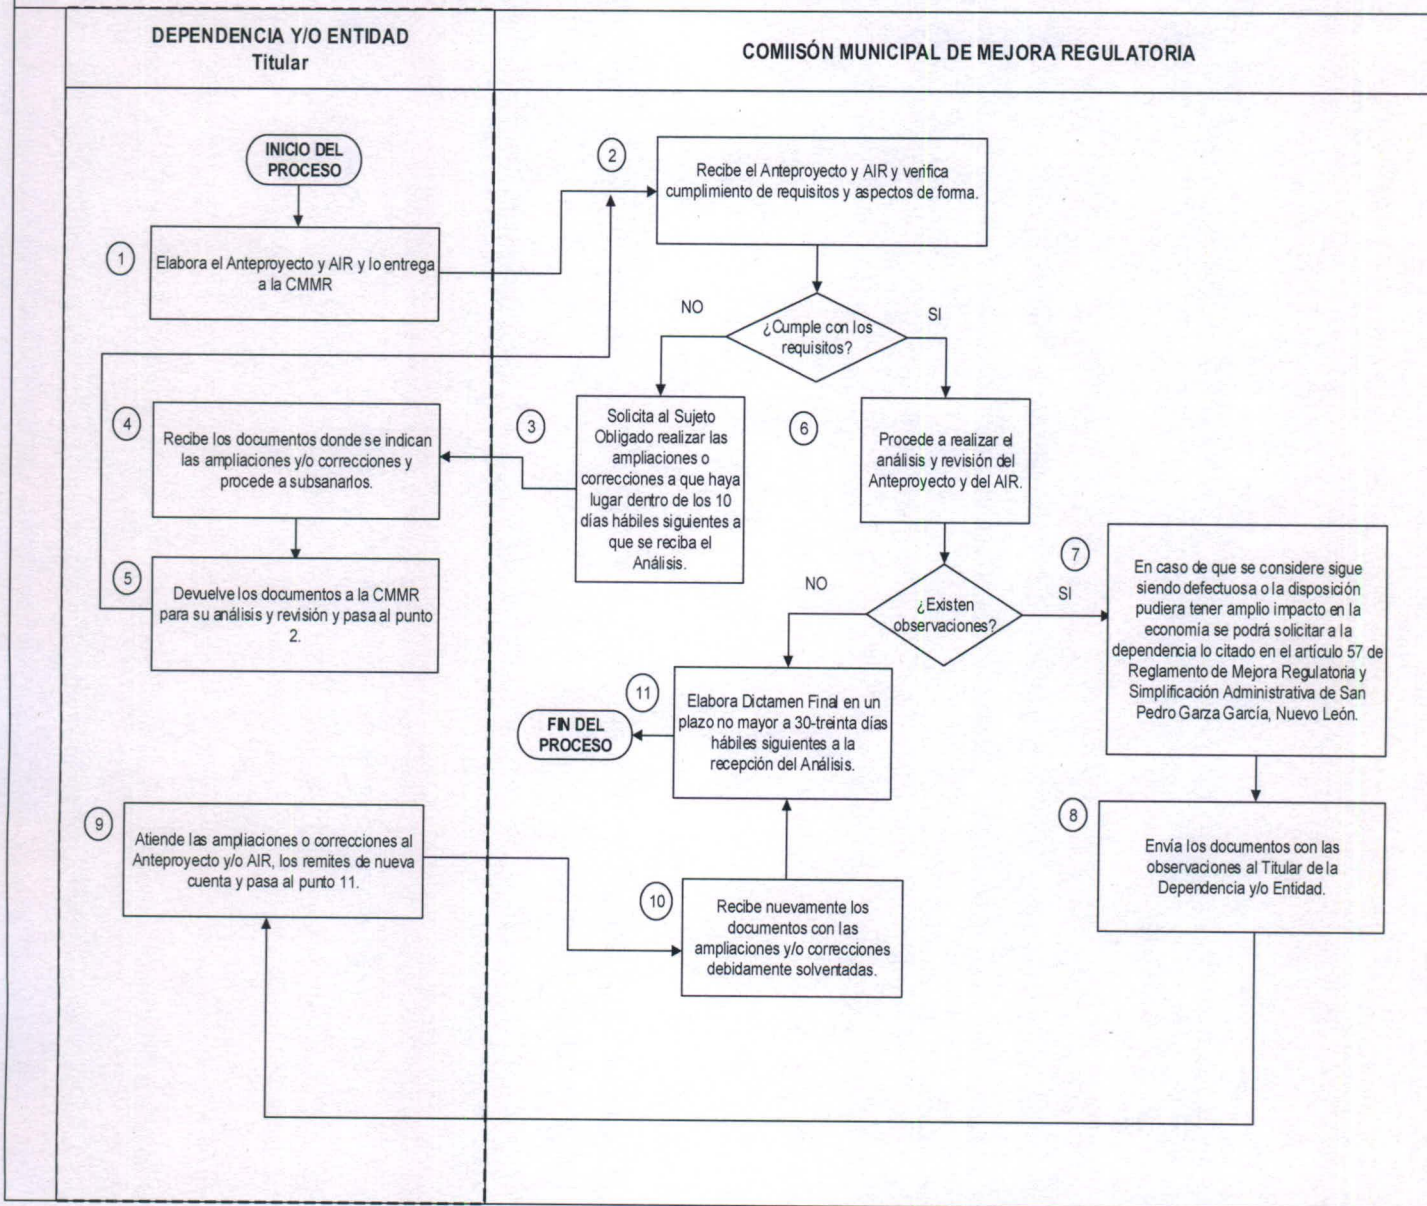 DEPENDENCIA Y/O ENTIDAD
Titular
COMIISÓN MUNICIPAL DE MEJORA REGULATORIA
INICIO DEL
PROCESO
1
Elabora el Anteproyecto y AIR y lo entrega
a la CMMR
2
Recibe el Anteproyecto y AIR y verifica
cumplimiento de requisitos y aspectos de forma.
¿Cumple con los
requisitos?
NO
SI
3
Solicita al Sujeto
Obligado realizar las
ampliaciones o
correcciones a que haya
lugar dentro de los 10
días hábiles siguientes a
que se reciba el
Análisis.
4
Recibe los documentos donde se indican
las ampliaciones y/o correcciones y
procede a subsanarlos.
5
Devuelve los documentos a la CMMR
para su análisis y revisión y pasa al punto
2.
6
Procede a realizar el
análisis y revisión del
Anteproyecto y del AIR.
¿Existen
observaciones?
NO
SI
7
En caso de que se considere sigue
siendo defectuosa o la disposición
pudiera tener amplio impacto en la
economía se podrá solicitar a la
dependencia lo citado en el artículo 57 de
Reglamento de Mejora Regulatoria y
Simplificación Administrativa de San
Pedro Garza García, Nuevo León.
8
Envía los documentos con las
observaciones al Titular de la
Dependencia y/o Entidad.
9
Atiende las ampliaciones o correcciones al
Anteproyecto y/o AIR, los remites de nueva
cuenta y pasa al punto 11.
10
Recibe nuevamente los
documentos con las
ampliaciones y/o correcciones
debidamente solventadas.
11
Elabora Dictamen Final en un
plazo no mayor a 30-treinta días
hábiles siguientes a la
recepción del Análisis.
FIN DEL
PROCESO